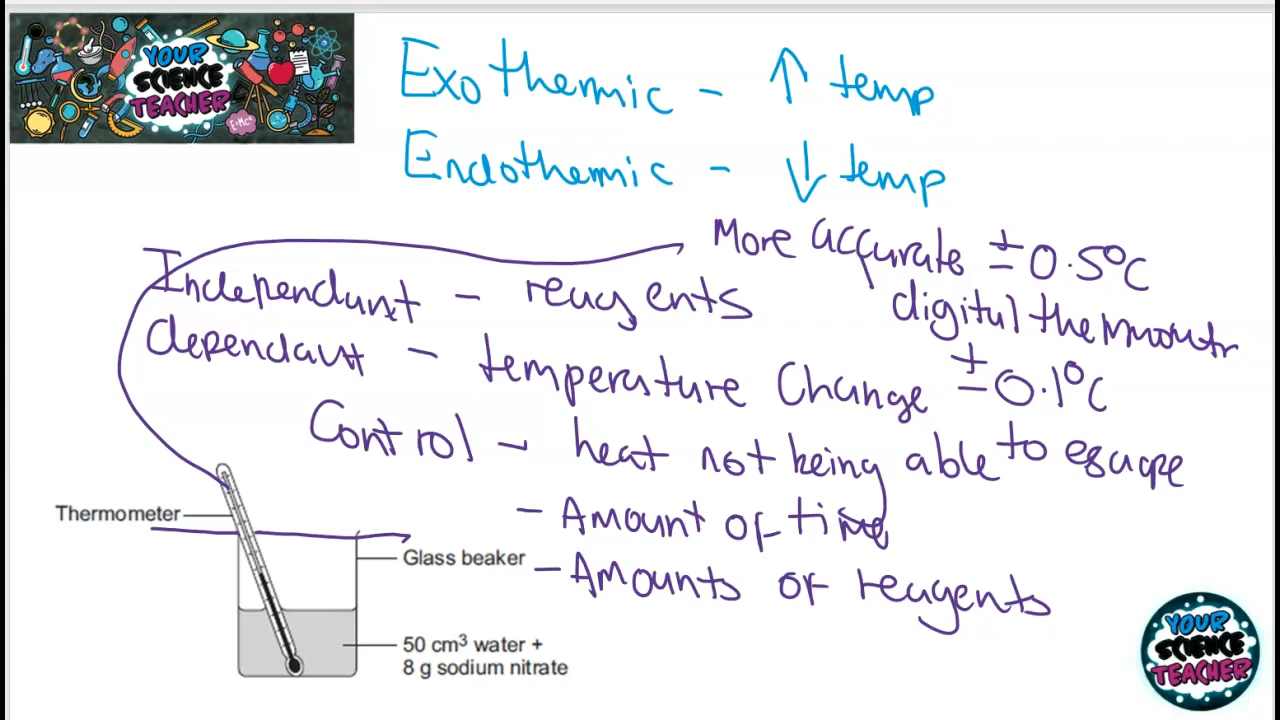 YOUR
SCIENCE
TEACHER
E=MC²
Exothermic - ↑ temp
Endothermic - ↓ temp
More accurate ± 0.5°C
Independant - reagents
digital thermometr
dependant - temperature Change ± 0.1°C
Control - heat not being able to escape
- Amount of time
- Amounts of reagents
Thermometer
Glass beaker
50 cm³ water +
8 g sodium nitrate
YOUR
SCIENCE
TEACHER